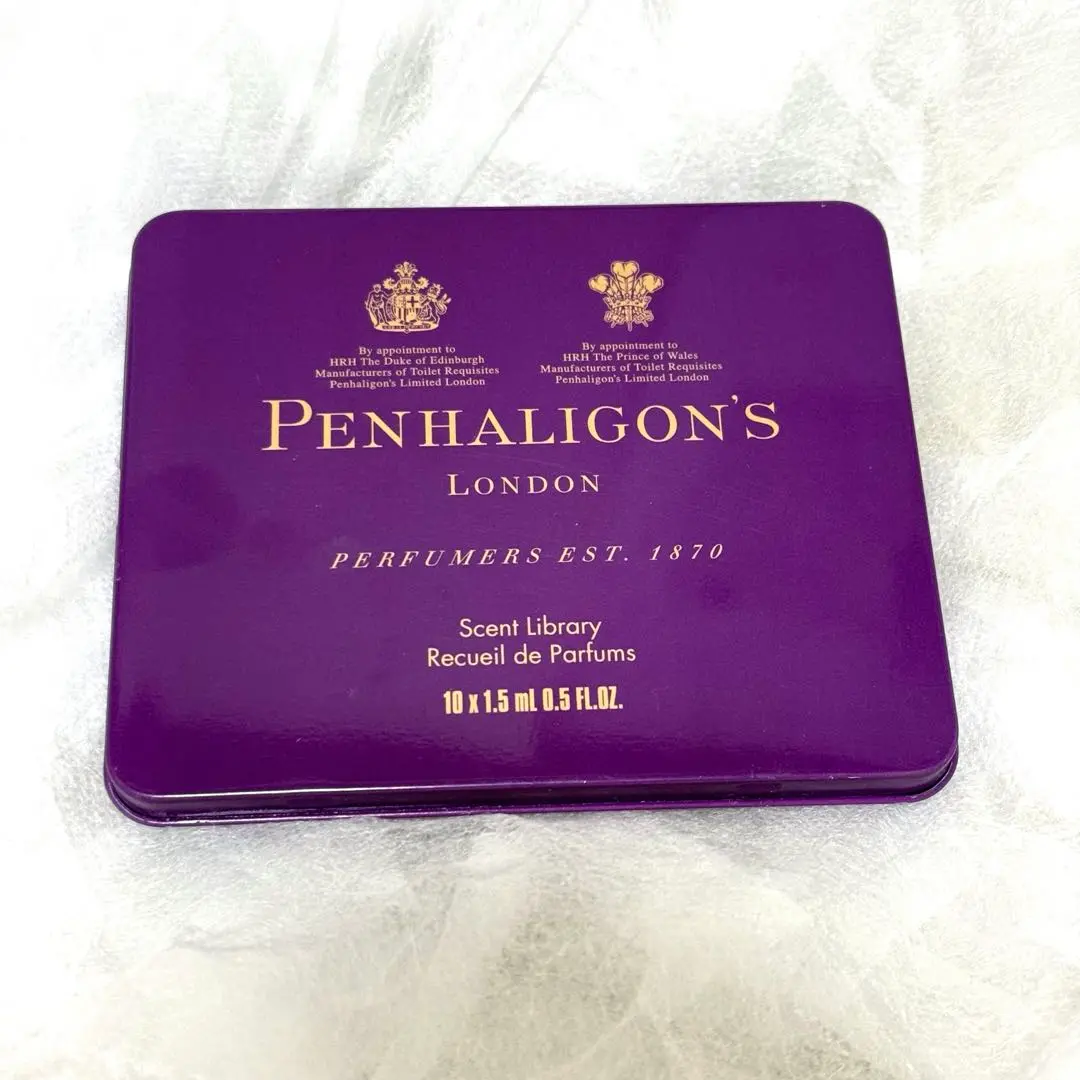 By appointment to
HRH The Duke of Edinburgh
Manufacturers of Toilet Requisites
Penhaligon's Limited London
By appointment to
HRH The Prince of Wales
Manufacturers of Toilet Requisites
Penhaligon's Limited London
PENHALIGON'S
LONDON
PERFUMERS EST. 1870
Scent Library
Recueil de Parfums
10 x 1.5 mL 0.5 FL.OZ.